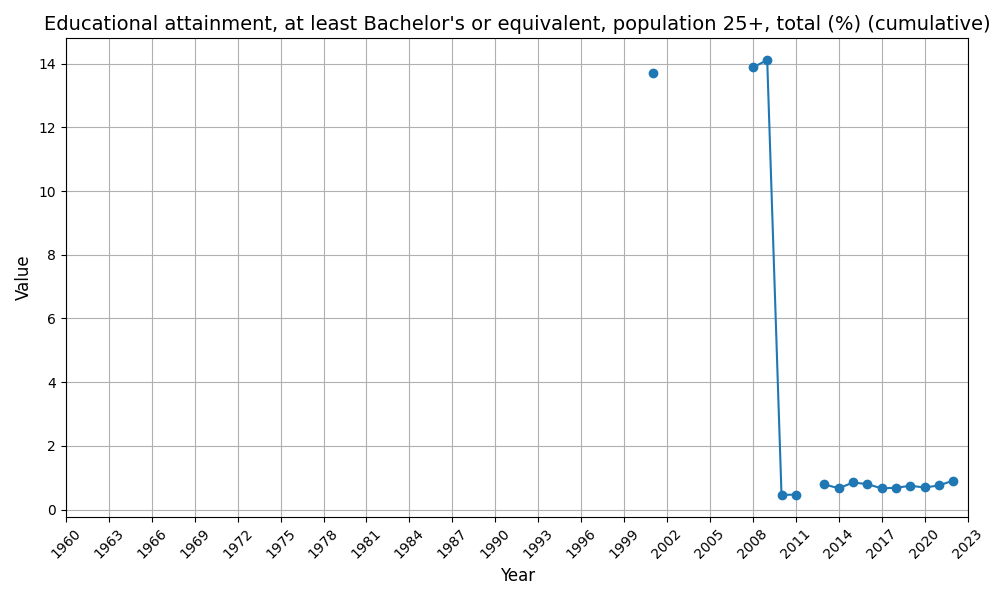 Educational attainment, at least Bachelor's or equivalent, population 25+, total (%) (cumulative)
14
12
10
8
6
4
2
0
Value
1960 1963 1966 1969 1972 1975 1978 1981 1984 1987 1990 1993 1996 1999 2002 2005 2008 2011 2014 2017 2020 2023
Year